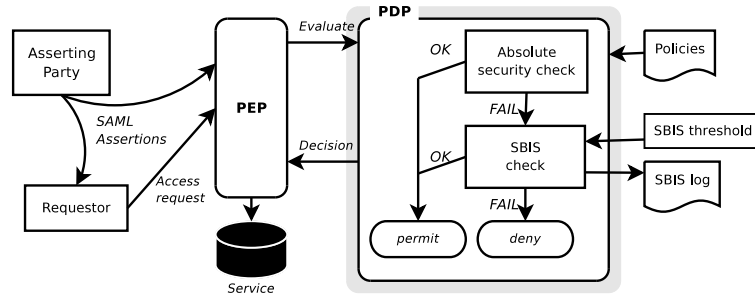 PDP
Evaluate
Asserting
Party
PEP
OK
Absolute
security check
Policies
SAML
Assertions
FAIL
Decision
OK
SBIS
check
SBIS threshold
SBIS log
Access
request
Requestor
FAIL
permit
deny
Service